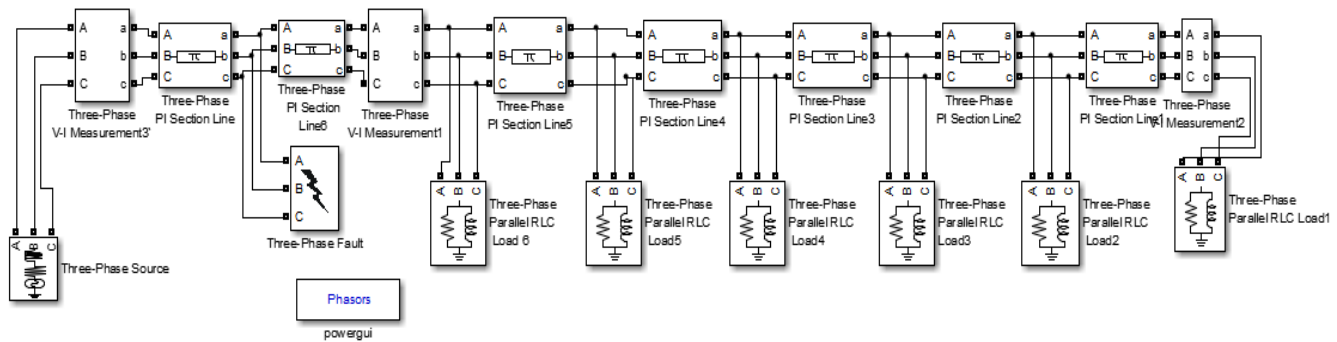 A a
B b
C c
Three-Phase
V-I Measurement3'
A a
B π b
C c
Three-Phase
PI Section Line
A a
B π b
C c
Three-Phase
PI Section
Line6
A a
B b
C c
Three-Phase
V-I Measurement1
A a
B π b
C c
Three-Phase
PI Section Line5
A a
B π b
C c
Three-Phase
PI Section Line4
A a
B π b
C c
Three-Phase
PI Section Line3
A a
B π b
C c
Three-Phase
PI Section Line2
A a
B π b
C c
Three-Phase
PI Section Line1
A a
B b
C c
V-I Measurement2
A
B
C
Three-Phase Fault
A B C
Three-Phase
Parallel RLC
Load 6
A B C
Three-Phase
Parallel RLC
Load5
A B C
Three-Phase
Parallel RLC
Load4
A B C
Three-Phase
Parallel RLC
Load3
A B C
Three-Phase
Parallel RLC
Load2
A B C
Three-Phase
Parallel RLC Load1
A B C
Three-Phase Source
Phasors
powergui